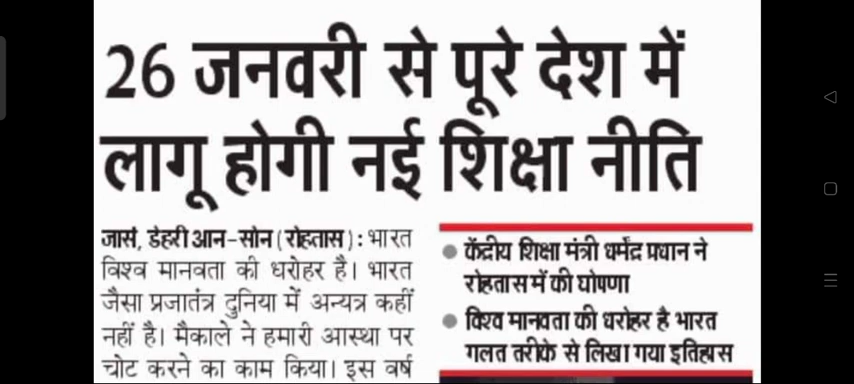 26 जनवरी से पूरे देश में
लागू होगी नई शिक्षा नीति
जासं, डेहरी आन-सोन (रोहतास) : भारत
विश्व मानवता की धरोहर है। भारत
जैसा प्रजातंत्र दुनिया में अन्यत्र कहीं
नहीं है। मैकाले ने हमारी आस्था पर
चोट करने का काम किया। इस वर्ष
केंद्रीय शिक्षा मंत्री धर्मेंद्र प्रधान ने
रोहतास में की घोषणा
विश्व मानवता की धरोहर है भारत
गलत तरीके से लिखा गया इतिहास